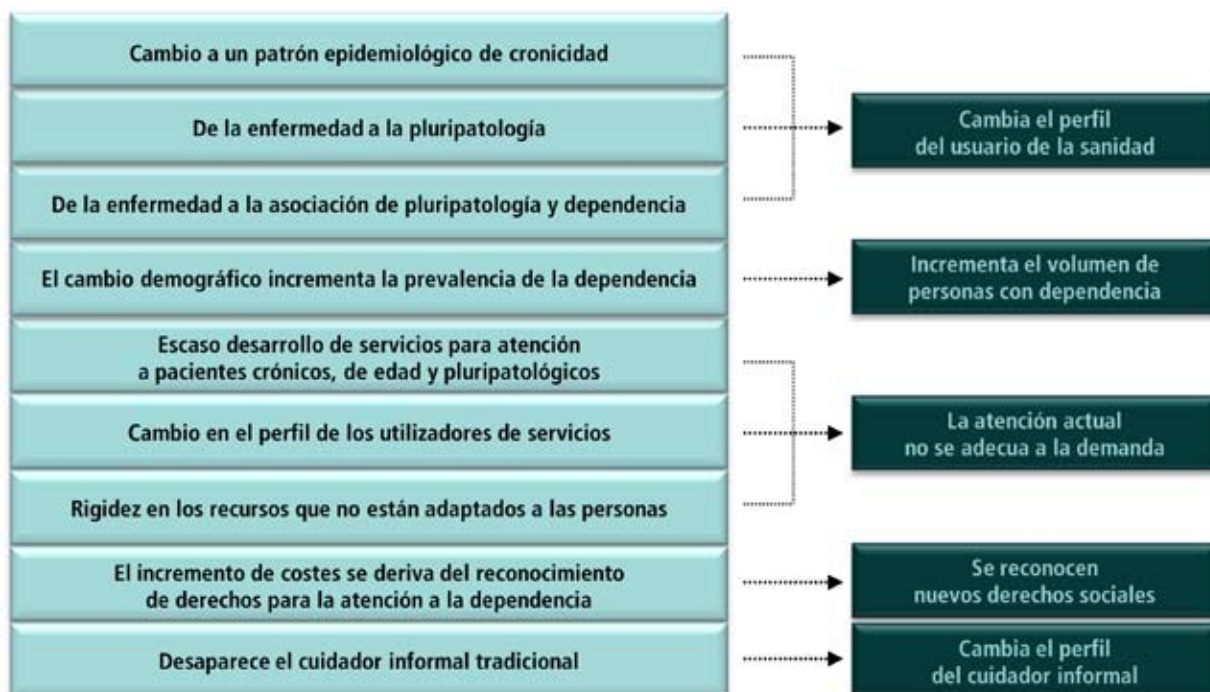 Cambio a un patrón epidemiológico de cronicidad
De la enfermedad a la pluripatología
De la enfermedad a la asociación de pluripatología y dependencia
Cambia el perfil
del usuario de la sanidad
El cambio demográfico incrementa la prevalencia de la dependencia
Incrementa el volumen de
personas con dependencia
Escaso desarrollo de servicios para atención
a pacientes crónicos, de edad y pluripatológicos
Cambio en el perfil de los utilizadores de servicios
Rigidez en los recursos que no están adaptados a las personas
La atención actual
no se adecua a la demanda
El incremento de costes se deriva del reconocimiento
de derechos para la atención a la dependencia
Se reconocen
nuevos derechos sociales
Desaparece el cuidador informal tradicional
Cambia el perfil
del cuidador informal